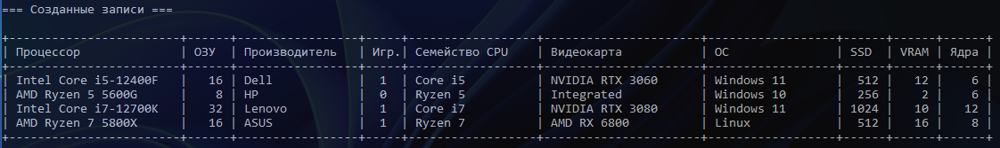 === Созданные записи ===
+------------------------+------+-----------------+-----+------------------+----------------------+-----------------+------+------+------+
| Процессор | ОЗУ | Производитель | Игр.| Семейство CPU | Видеокарта | ОС | SSD | VRAM | Ядра |
+------------------------+------+-----------------+-----+------------------+----------------------+-----------------+------+------+------+
| Intel Core i5-12400F | 16 | Dell | 1 | Core i5 | NVIDIA RTX 3060 | Windows 11 | 512 | 12 | 6 |
| AMD Ryzen 5 5600G | 8 | HP | 0 | Ryzen 5 | Integrated | Windows 10 | 256 | 2 | 6 |
| Intel Core i7-12700K | 32 | Lenovo | 1 | Core i7 | NVIDIA RTX 3080 | Windows 11 | 1024 | 10 | 12 |
| AMD Ryzen 7 5800X | 16 | ASUS | 1 | Ryzen 7 | AMD RX 6800 | Linux | 512 | 16 | 8 |
+------------------------+------+-----------------+-----+------------------+----------------------+-----------------+------+------+------+